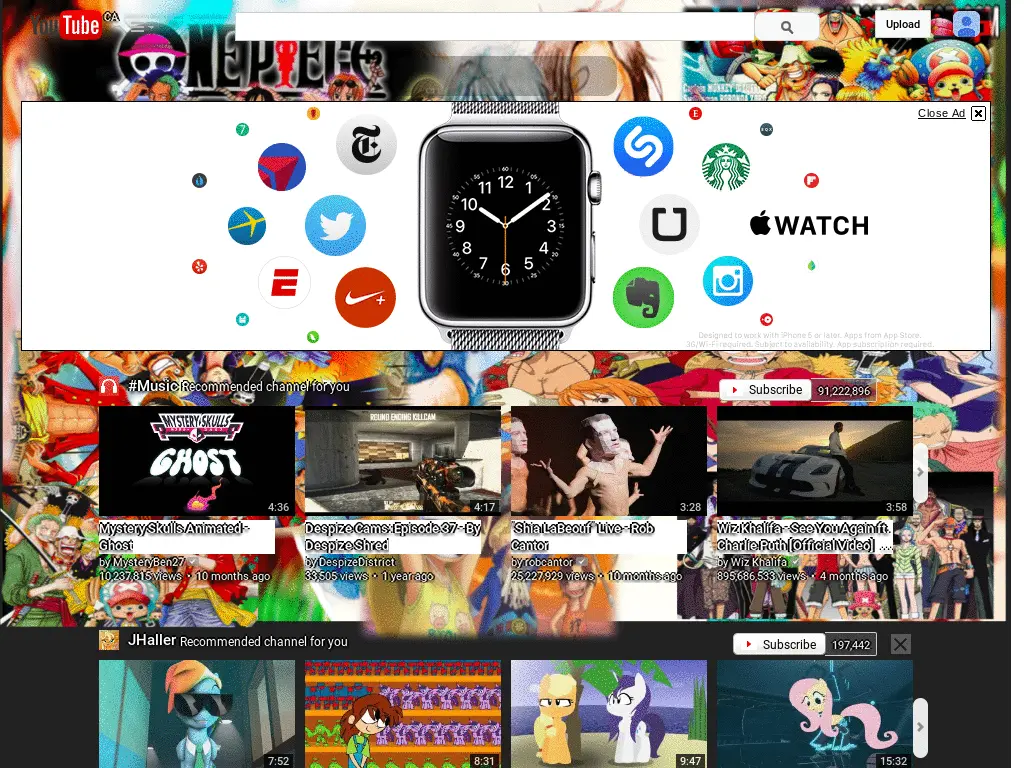 YouTube CA
Upload
ONE PIECE
Close Ad
12
11 1
10 2
9 3
8 4
7 5
6
WATCH
Designed to work with iPhone 5 or later. Apps from App Store.
3G/Wi-Fi required. Subject to availability. App subscription required.
#Music Recommended channel for you
Subscribe 91,222,896
MYSTERY SKULLS
GHOST
ROUND ENDING KILLCAM
4:36
4:17
3:28
3:58
Mystery Skulls Animated -
Ghost
by MysteryBen27
10,237,815 views • 10 months ago
Despize Cams: Episode 37 - By
Despize Shred
by DespizeDistrict
33,505 views • 1 year ago
"Shia LaBeouf" Live - Rob
Cantor
by robcantor
25,227,929 views • 10 months ago
Wiz Khalifa - See You Again ft.
Charlie Puth [Official Video] ...
by Wiz Khalifa
895,686,533 views • 4 months ago
JHaller Recommended channel for you
Subscribe 197,442
7:52
8:31
9:47
15:32